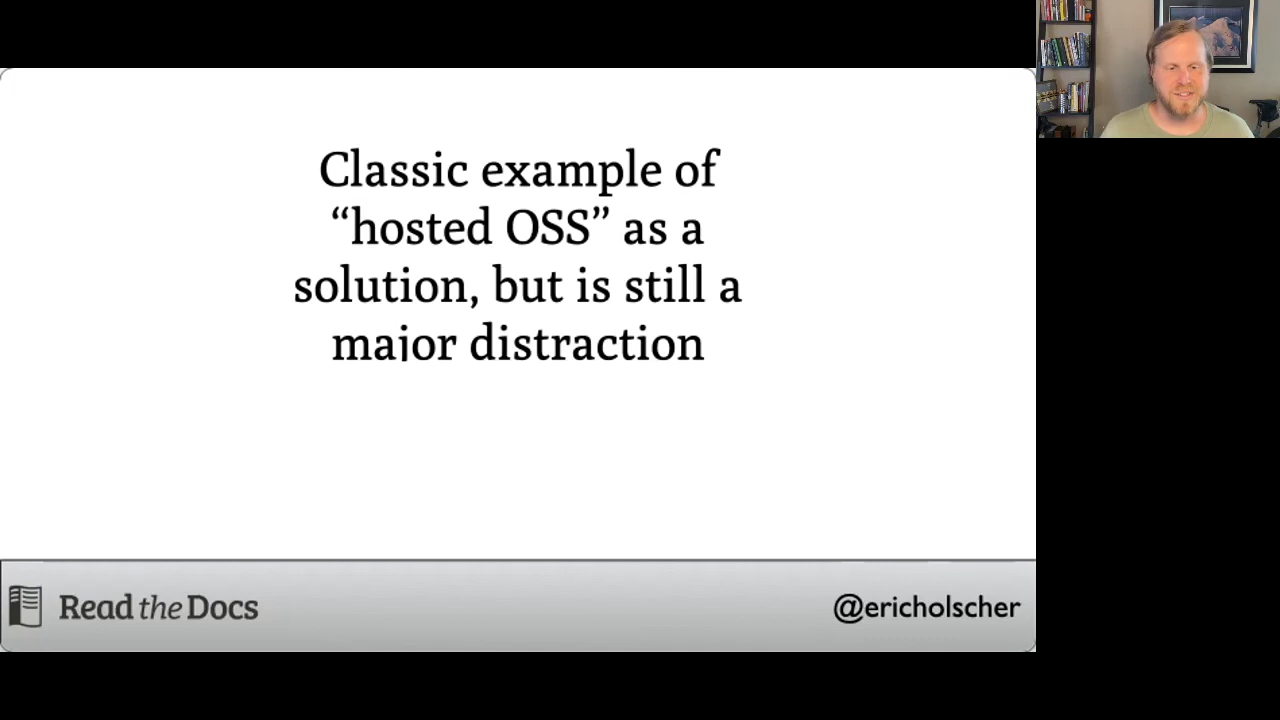 Classic example of
“hosted OSS” as a
solution, but is still a
major distraction
Read the Docs
@ericholscher